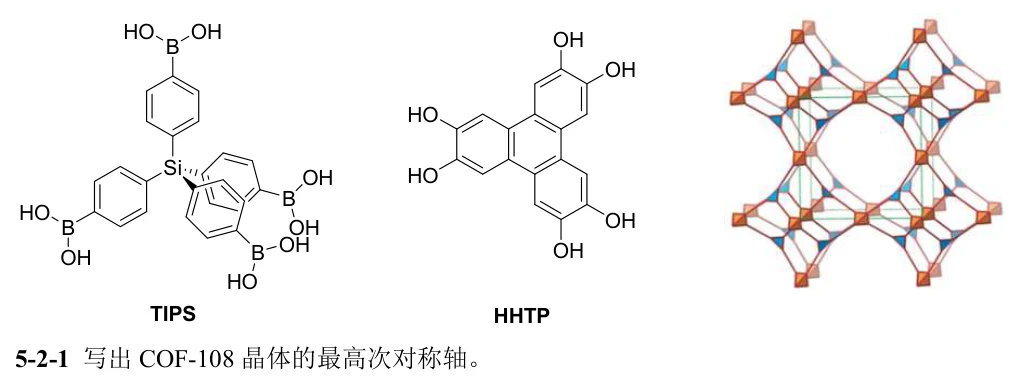 HO
OH
B
Si
HO
B
OH
B
OH
OH
B
OH
HO
TIPS
OH
OH
HO
HO
OH
OH
HHTP
5-2-1 写出 COF-108 晶体的最高次对称轴。